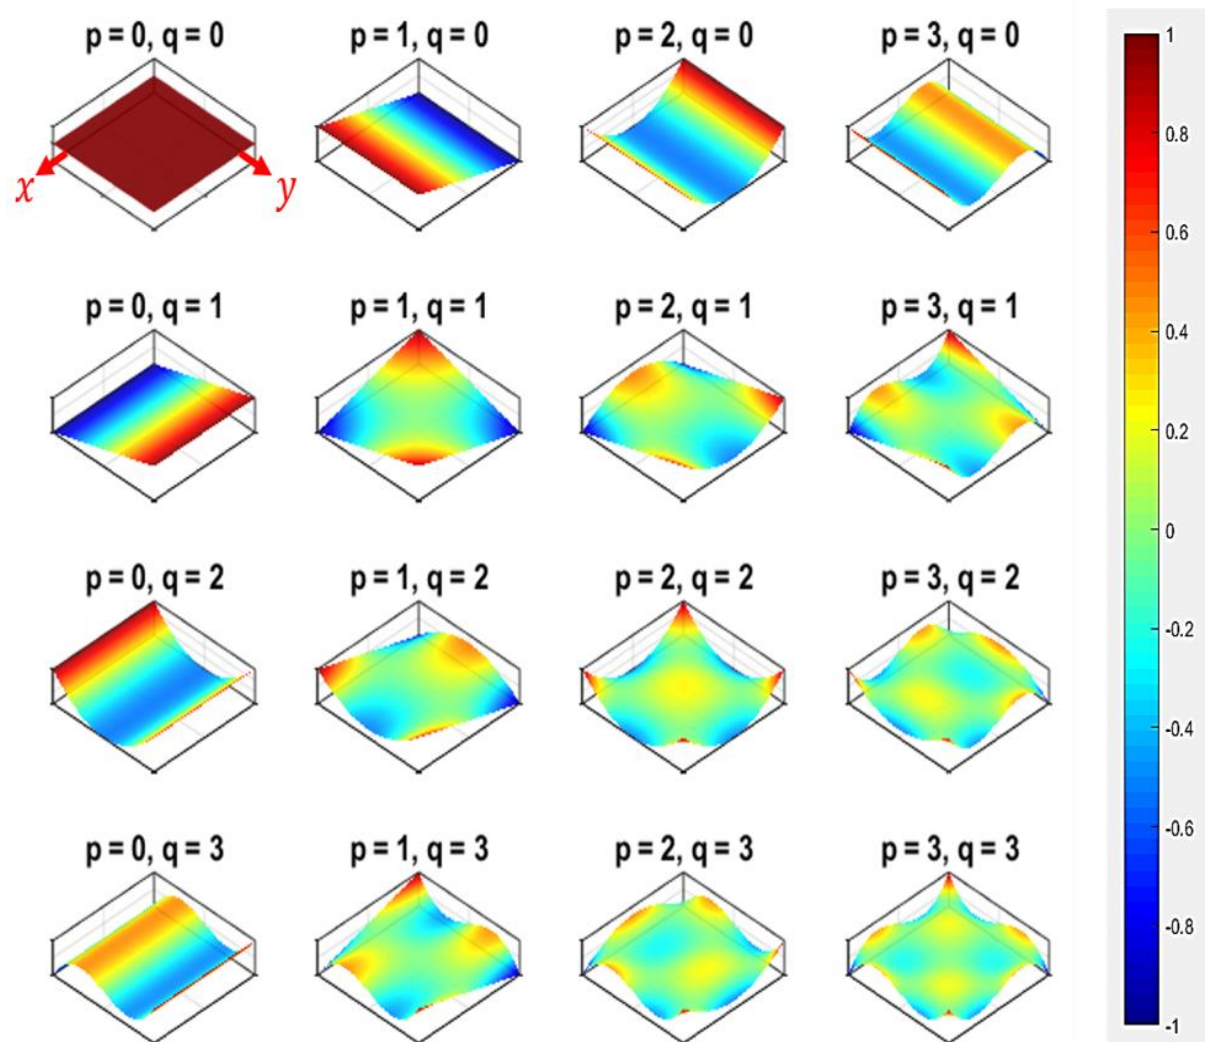 p = 0, q = 0
p = 1, q = 0
p = 2, q = 0
p = 3, q = 0
x
y
p = 0, q = 1
p = 1, q = 1
p = 2, q = 1
p = 3, q = 1
p = 0, q = 2
p = 1, q = 2
p = 2, q = 2
p = 3, q = 2
p = 0, q = 3
p = 1, q = 3
p = 2, q = 3
p = 3, q = 3
1
0.8
0.6
0.4
0.2
0
-0.2
-0.4
-0.6
-0.8
-1